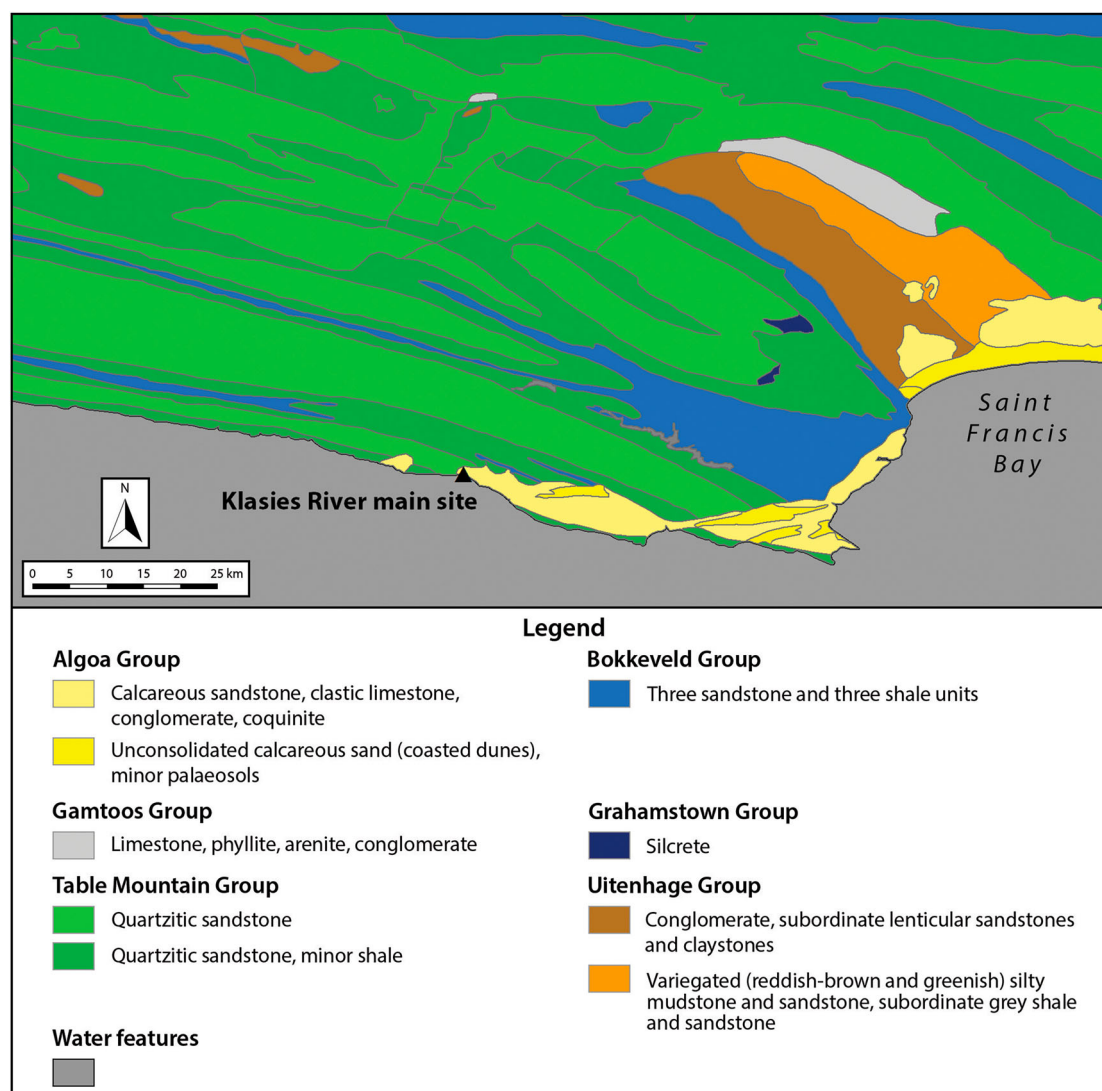 Saint
Francis
Bay
Klasies River main site
N
0 5 10 15 20 25 km
Legend
Algoa Group
Calcareous sandstone, clastic limestone,
conglomerate, coquinite
Unconsolidated calcareous sand (coasted dunes),
minor palaeosols
Gamtoos Group
Limestone, phyllite, arenite, conglomerate
Table Mountain Group
Quartzitic sandstone
Quartzitic sandstone, minor shale
Water features
Bokkeveld Group
Three sandstone and three shale units
Grahamstown Group
Silcrete
Uitenhage Group
Conglomerate, subordinate lenticular sandstones
and claystones
Variegated (reddish-brown and greenish) silty
mudstone and sandstone, subordinate grey shale
and sandstone